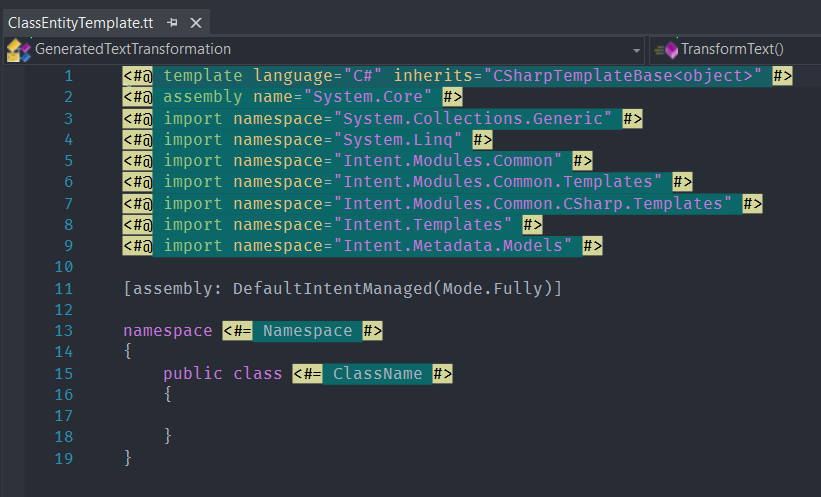 ClassEntityTemplate.tt
GeneratedTextTransformation TransformText()
1 <#@ template language="C#" inherits="CSharpTemplateBase<object>" #>
2 <#@ assembly name="System.Core" #>
3 <#@ import namespace="System.Collections.Generic" #>
4 <#@ import namespace="System.Linq" #>
5 <#@ import namespace="Intent.Modules.Common" #>
6 <#@ import namespace="Intent.Modules.Common.Templates" #>
7 <#@ import namespace="Intent.Modules.Common.CSharp.Templates" #>
8 <#@ import namespace="Intent.Templates" #>
9 <#@ import namespace="Intent.Metadata.Models" #>
10
11 [assembly: DefaultIntentManaged(Mode.Fully)]
12
13 namespace <#= Namespace #>
14 {
15     public class <#= ClassName #>
16     {
17
18     }
19 }